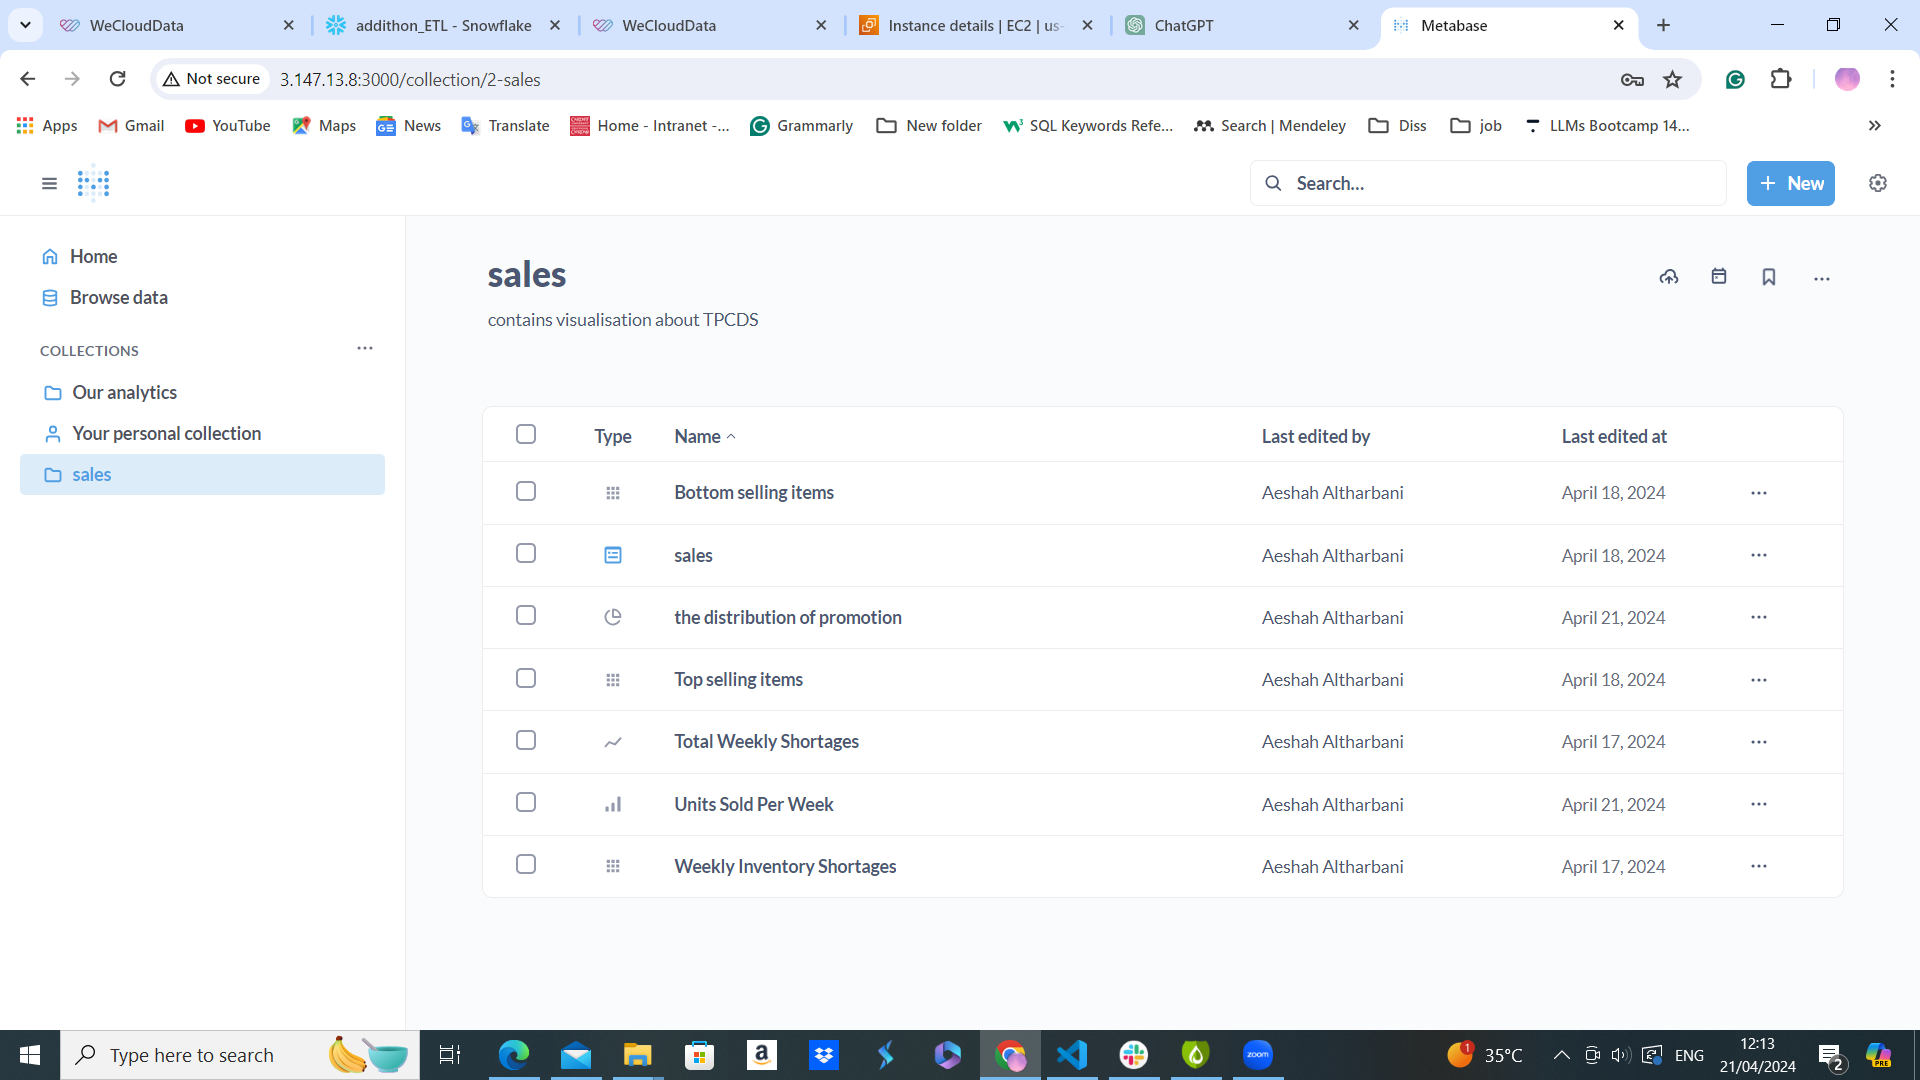 WeCloudData
addithon_ETL - Snowflake
WeCloudData
Instance details | EC2 | us-
ChatGPT
Metabase
Not secure
3.147.13.8:3000/collection/2-sales
Apps
Gmail
YouTube
Maps
News
Translate
Home - Intranet -...
Grammarly
New folder
SQL Keywords Refe...
Search | Mendeley
Diss
job
LLMs Bootcamp 14...
Search...
+ New
Home
Browse data
COLLECTIONS
Our analytics
Your personal collection
sales
sales
contains visualisation about TPCDS
Type Name Last edited by Last edited at
Bottom selling items Aeshah Altharbani April 18, 2024
sales Aeshah Altharbani April 18, 2024
the distribution of promotion Aeshah Altharbani April 21, 2024
Top selling items Aeshah Altharbani April 18, 2024
Total Weekly Shortages Aeshah Altharbani April 17, 2024
Units Sold Per Week Aeshah Altharbani April 21, 2024
Weekly Inventory Shortages Aeshah Altharbani April 17, 2024
Type here to search
zoom
1
35°C
ENG
12:13
21/04/2024
2
PRE